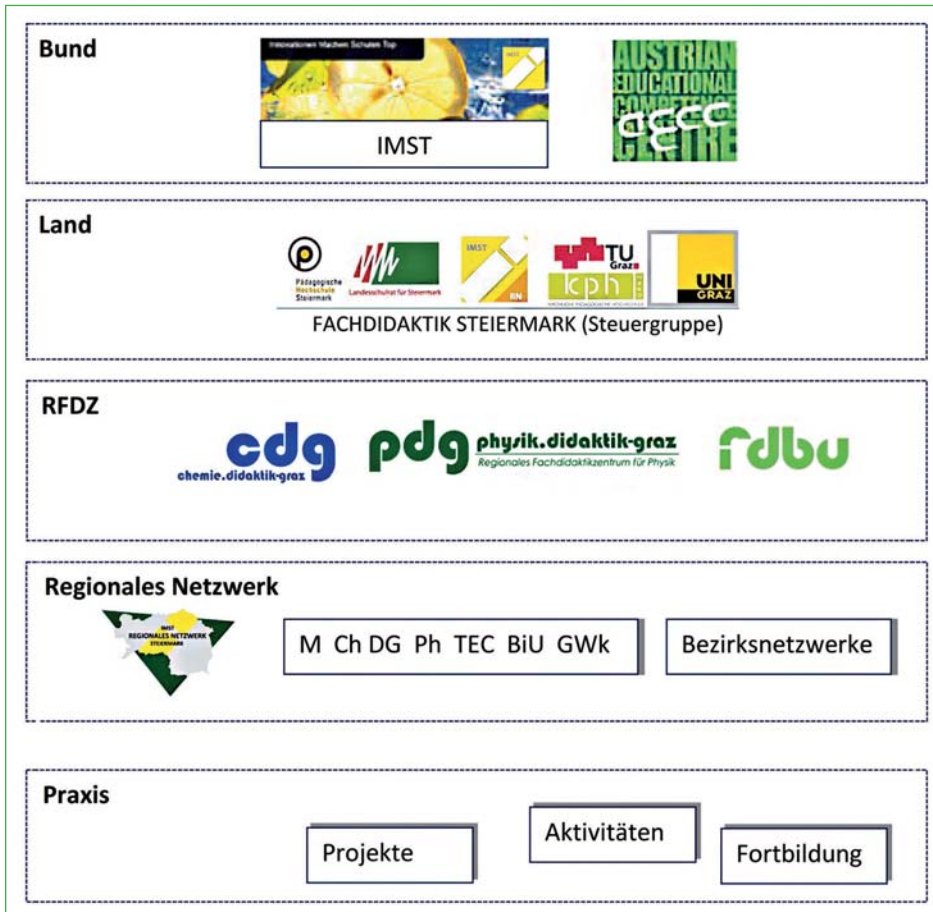 Bund
Innovationen Machen Schulen Top
IMST
AUSTRIAN
EDUCATIONAL
COMPETENCE
CENTRE
aecc
Land
Pädagogische
Hochschule
Steiermark
Landesschulrat für Steiermark
IMST
RN
TU
Graz
kph
GRAZ
UNI
GRAZ
FACHDIDAKTIK STEIERMARK (Steuergruppe)
RFDZ
cdg
chemie.didaktik-graz
pdg
physik.didaktik-graz
Regionales Fachdidaktikzentrum für Physik
rdbu
Regionales Netzwerk
IMST
REGIONALES NETZWERK
STEIERMARK
M Ch DG Ph TEC BiU GWk
Bezirksnetzwerke
Praxis
Projekte
Aktivitäten
Fortbildung